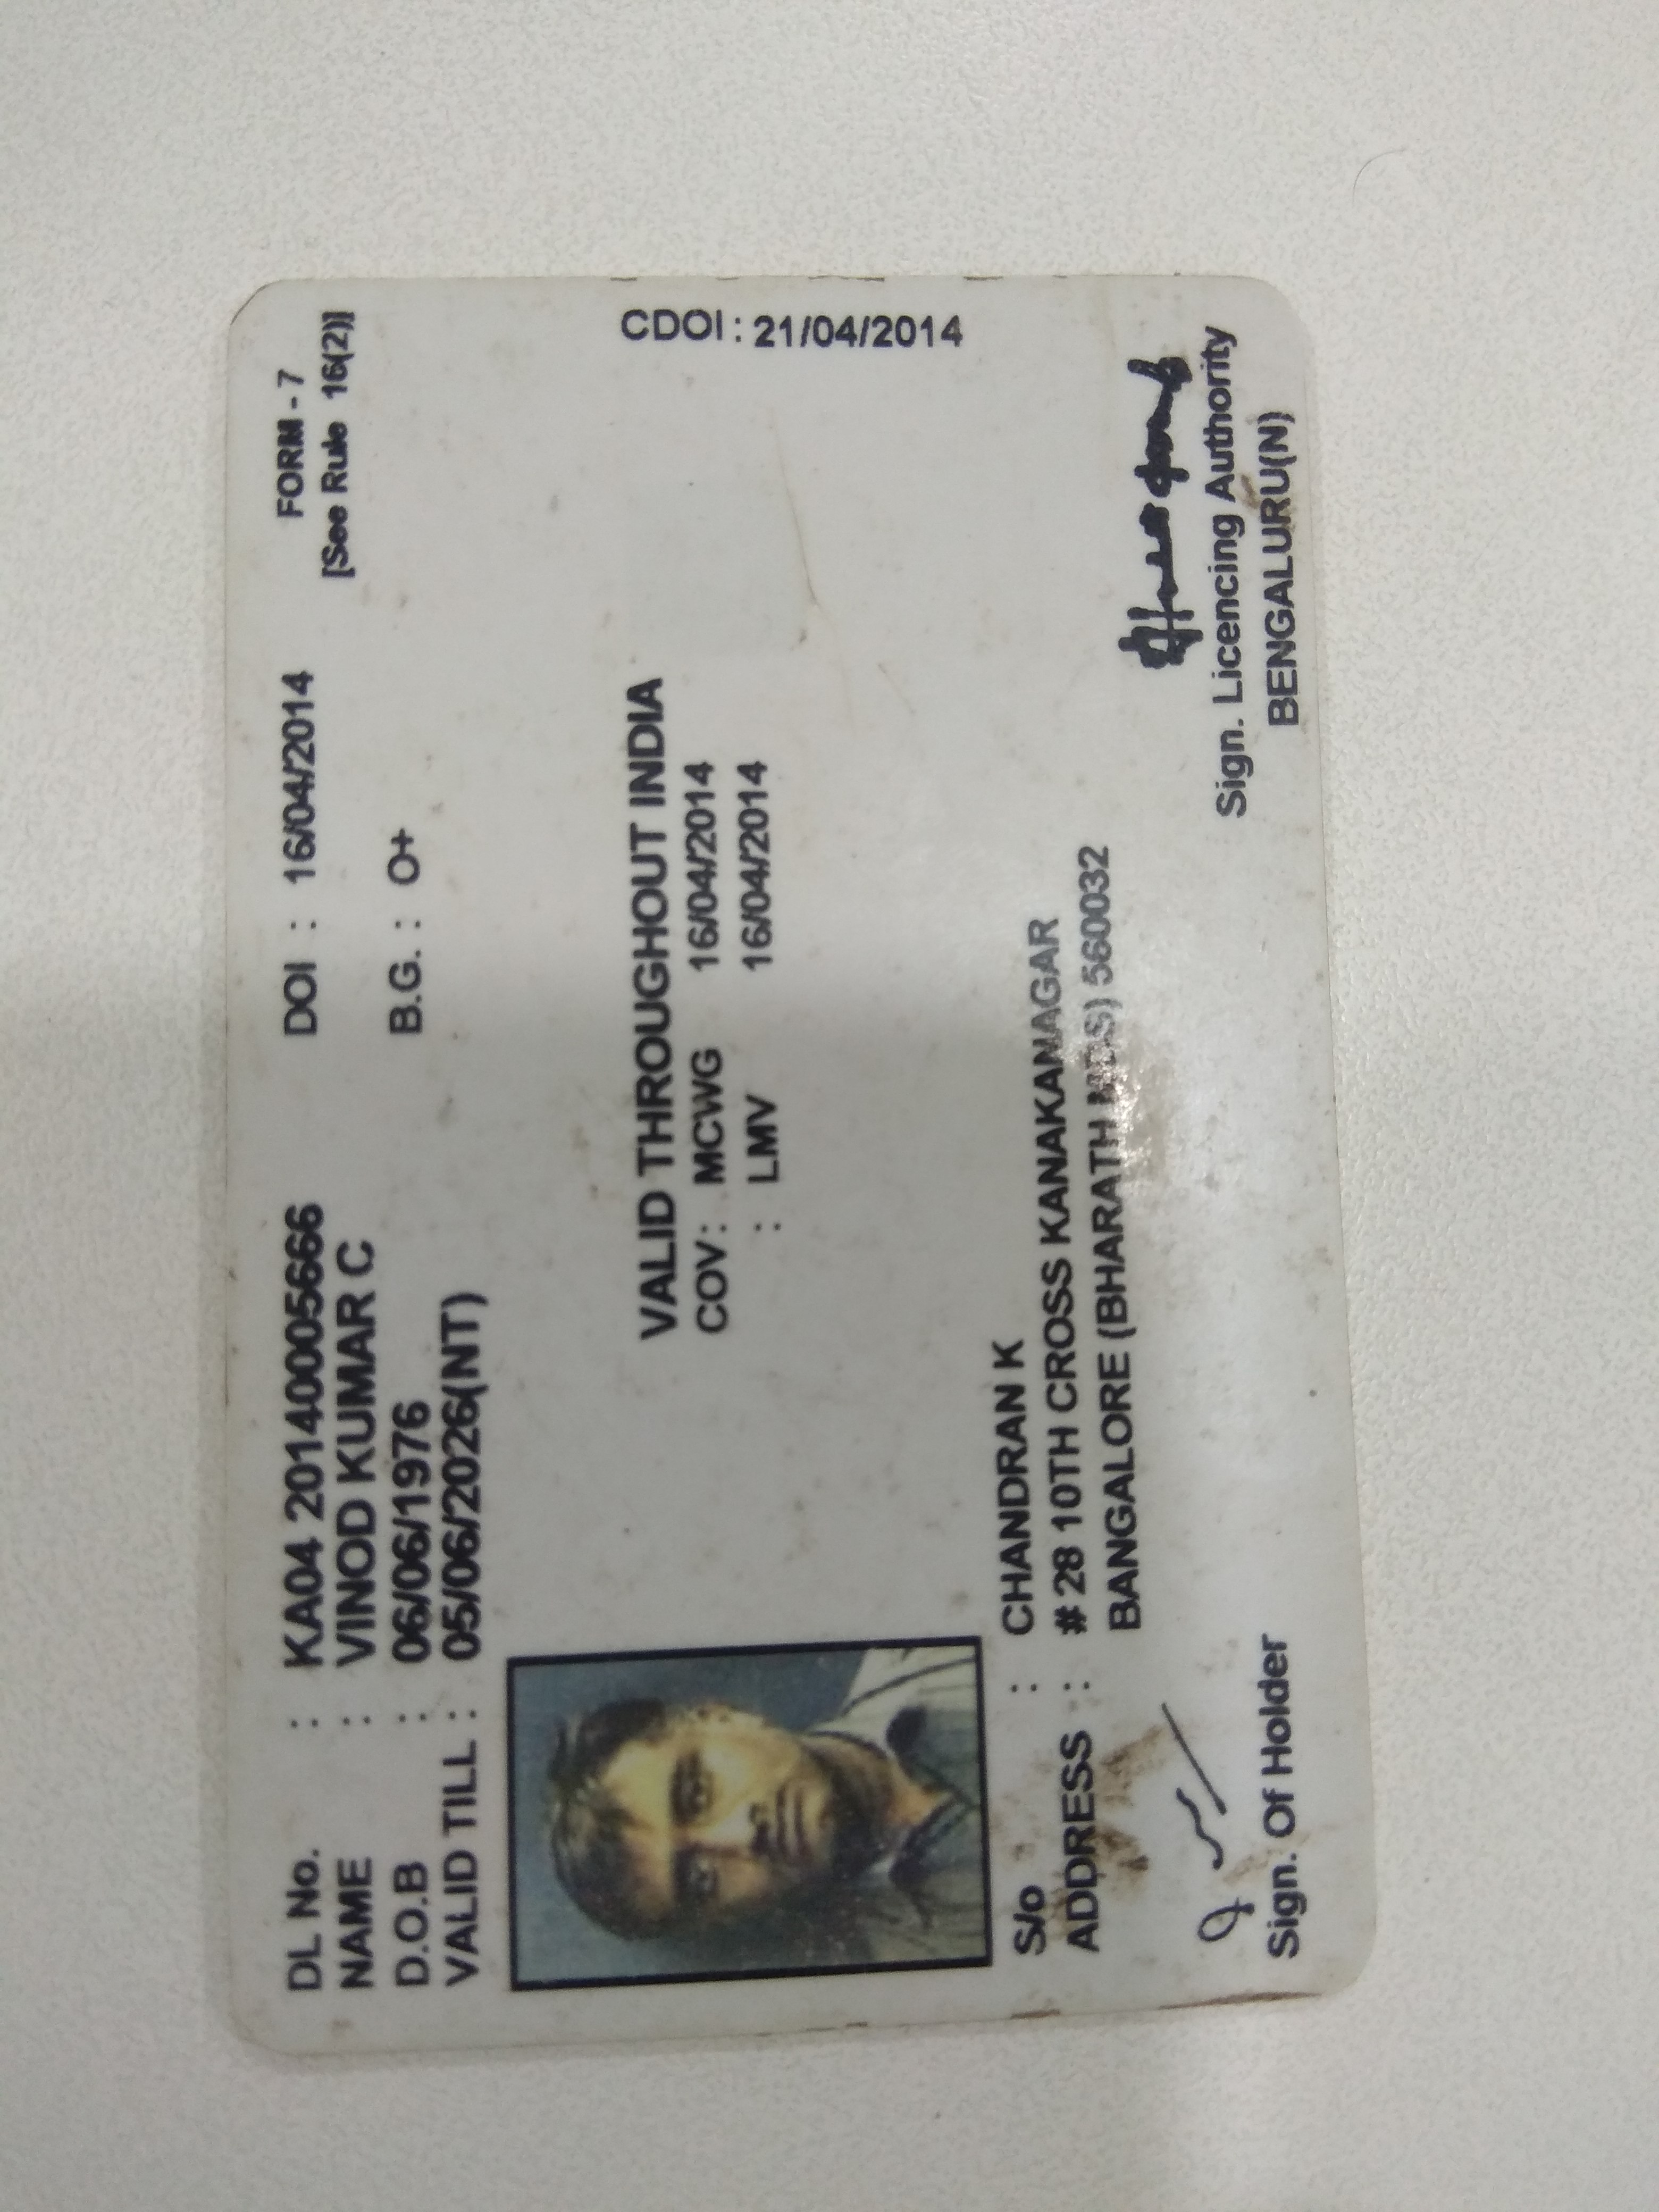 FORM - 7
[See Rule 16(2)]
DL No. : KA04 20140005666 DOI : 16/04/2014
NAME : VINOD KUMAR C
D.O.B : 06/06/1976 B.G. : O+
VALID TILL : 05/06/2026(NT)
VALID THROUGHOUT INDIA
COV : MCWG 16/04/2014
: LMV 16/04/2014
CDOI : 21/04/2014
S/o : CHANDRAN K
ADDRESS : # 28 10TH CROSS KANAKANAGAR
BANGALORE (BHARATH 560032
Sign. Of Holder
Sign. Licencing Authority
BENGALURU(N)